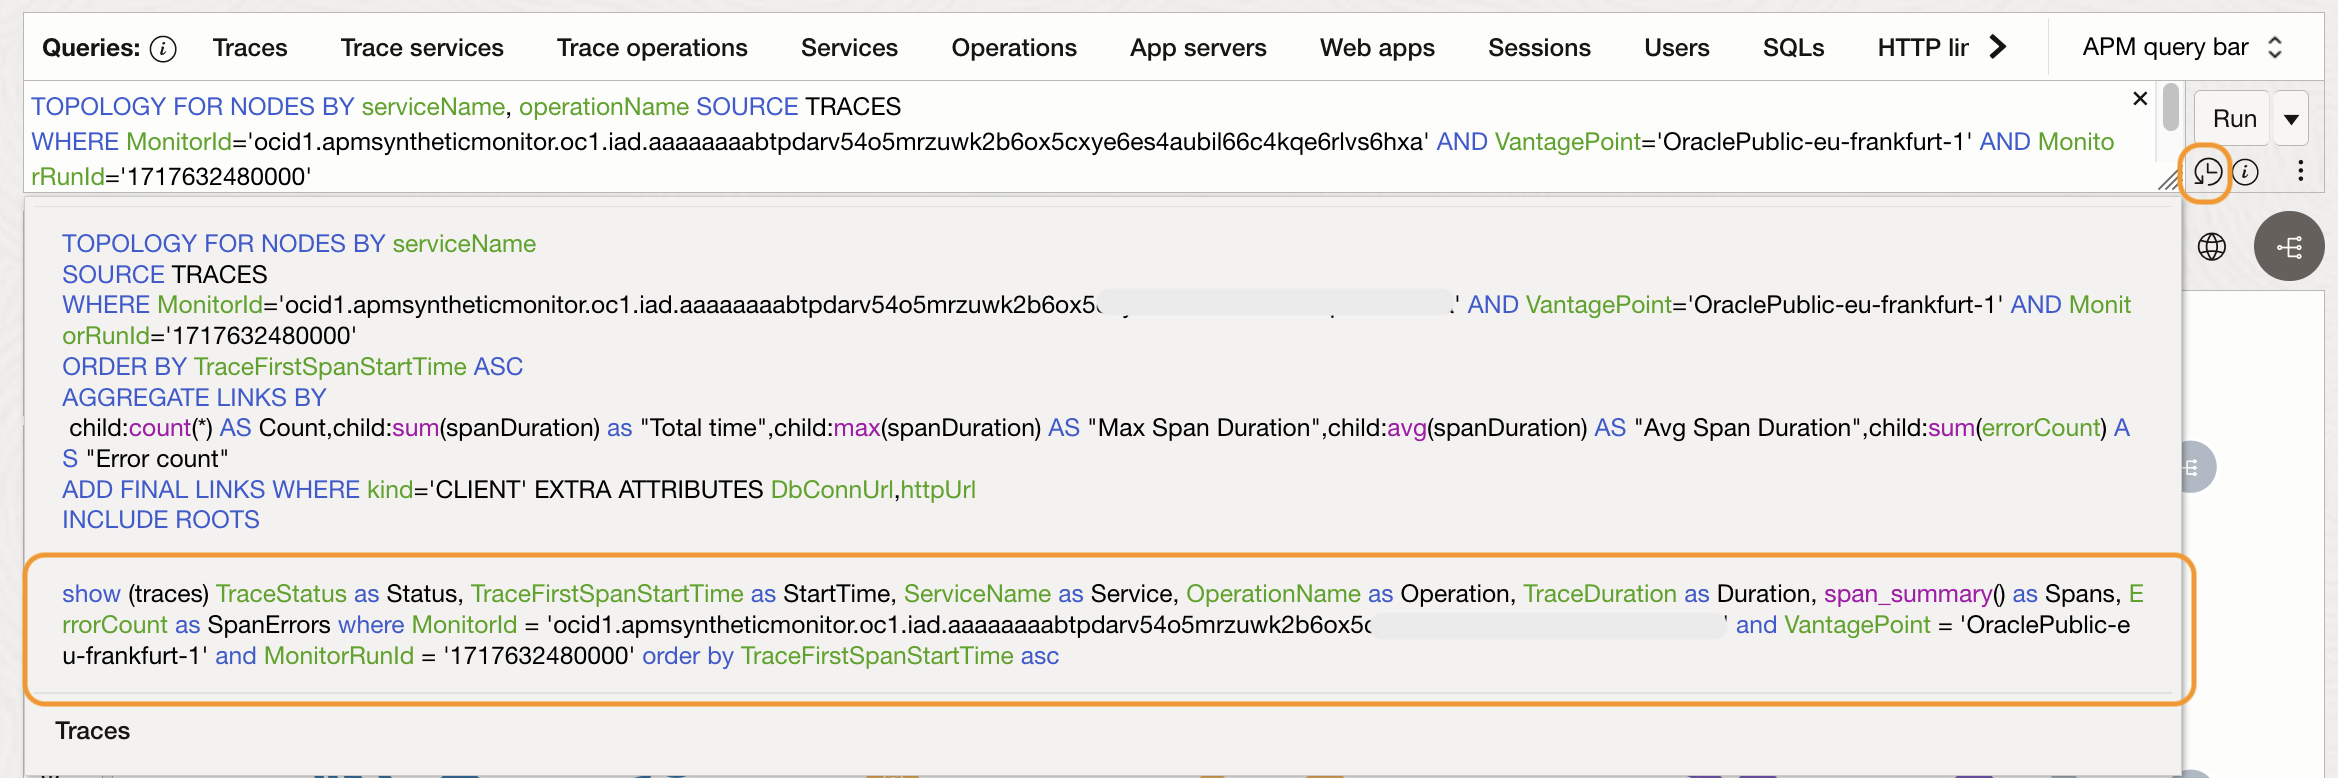 Queries: Traces Trace services Trace operations Services Operations App servers Web apps Sessions Users SQLs HTTP lir APM query bar
TOPOLOGY FOR NODES BY serviceName, operationName SOURCE TRACES
WHERE MonitorId='ocid1.apmsyntheticmonitor.oc1.iad.aaaaaaaabtpdarv54o5mrzuwk2b6ox5cxye6es4aubil66c4kqe6rlvs6hxa' AND VantagePoint='OraclePublic-eu-frankfurt-1' AND Monito
rRunId='1717632480000'
Run
TOPOLOGY FOR NODES BY serviceName
SOURCE TRACES
WHERE MonitorId='ocid1.apmsyntheticmonitor.oc1.iad.aaaaaaaabtpdarv54o5mrzuwk2b6ox5 ' AND VantagePoint='OraclePublic-eu-frankfurt-1' AND Monit
orRunId='1717632480000'
ORDER BY TraceFirstSpanStartTime ASC
AGGREGATE LINKS BY
child:count(*) AS Count,child:sum(spanDuration) as "Total time",child:max(spanDuration) AS "Max Span Duration",child:avg(spanDuration) AS "Avg Span Duration",child:sum(errorCount) A
S "Error count"
ADD FINAL LINKS WHERE kind='CLIENT' EXTRA ATTRIBUTES DbConnUrl,httpUrl
INCLUDE ROOTS
show (traces) TraceStatus as Status, TraceFirstSpanStartTime as StartTime, ServiceName as Service, OperationName as Operation, TraceDuration as Duration, span_summary() as Spans, E
rrorCount as SpanErrors where MonitorId = 'ocid1.apmsyntheticmonitor.oc1.iad.aaaaaaaabtpdarv54o5mrzuwk2b6ox5c ' and VantagePoint = 'OraclePublic-e
u-frankfurt-1' and MonitorRunId = '1717632480000' order by TraceFirstSpanStartTime asc
Traces